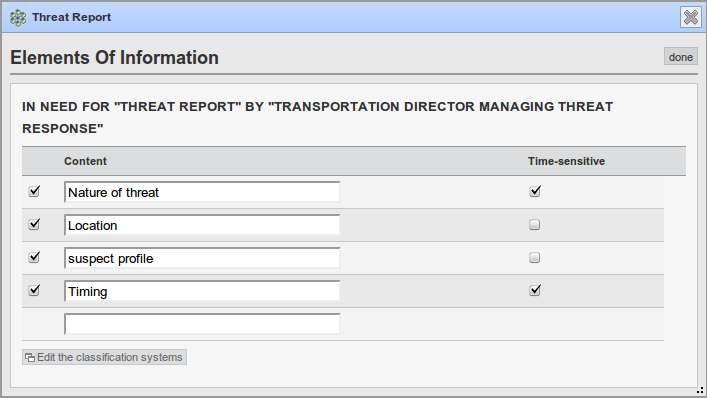 Threat Report
Elements Of Information
done
IN NEED FOR "THREAT REPORT" BY "TRANSPORTATION DIRECTOR MANAGING THREAT
RESPONSE"
Content Time-sensitive
Nature of threat
Location
suspect profile
Timing
Edit the classification systems